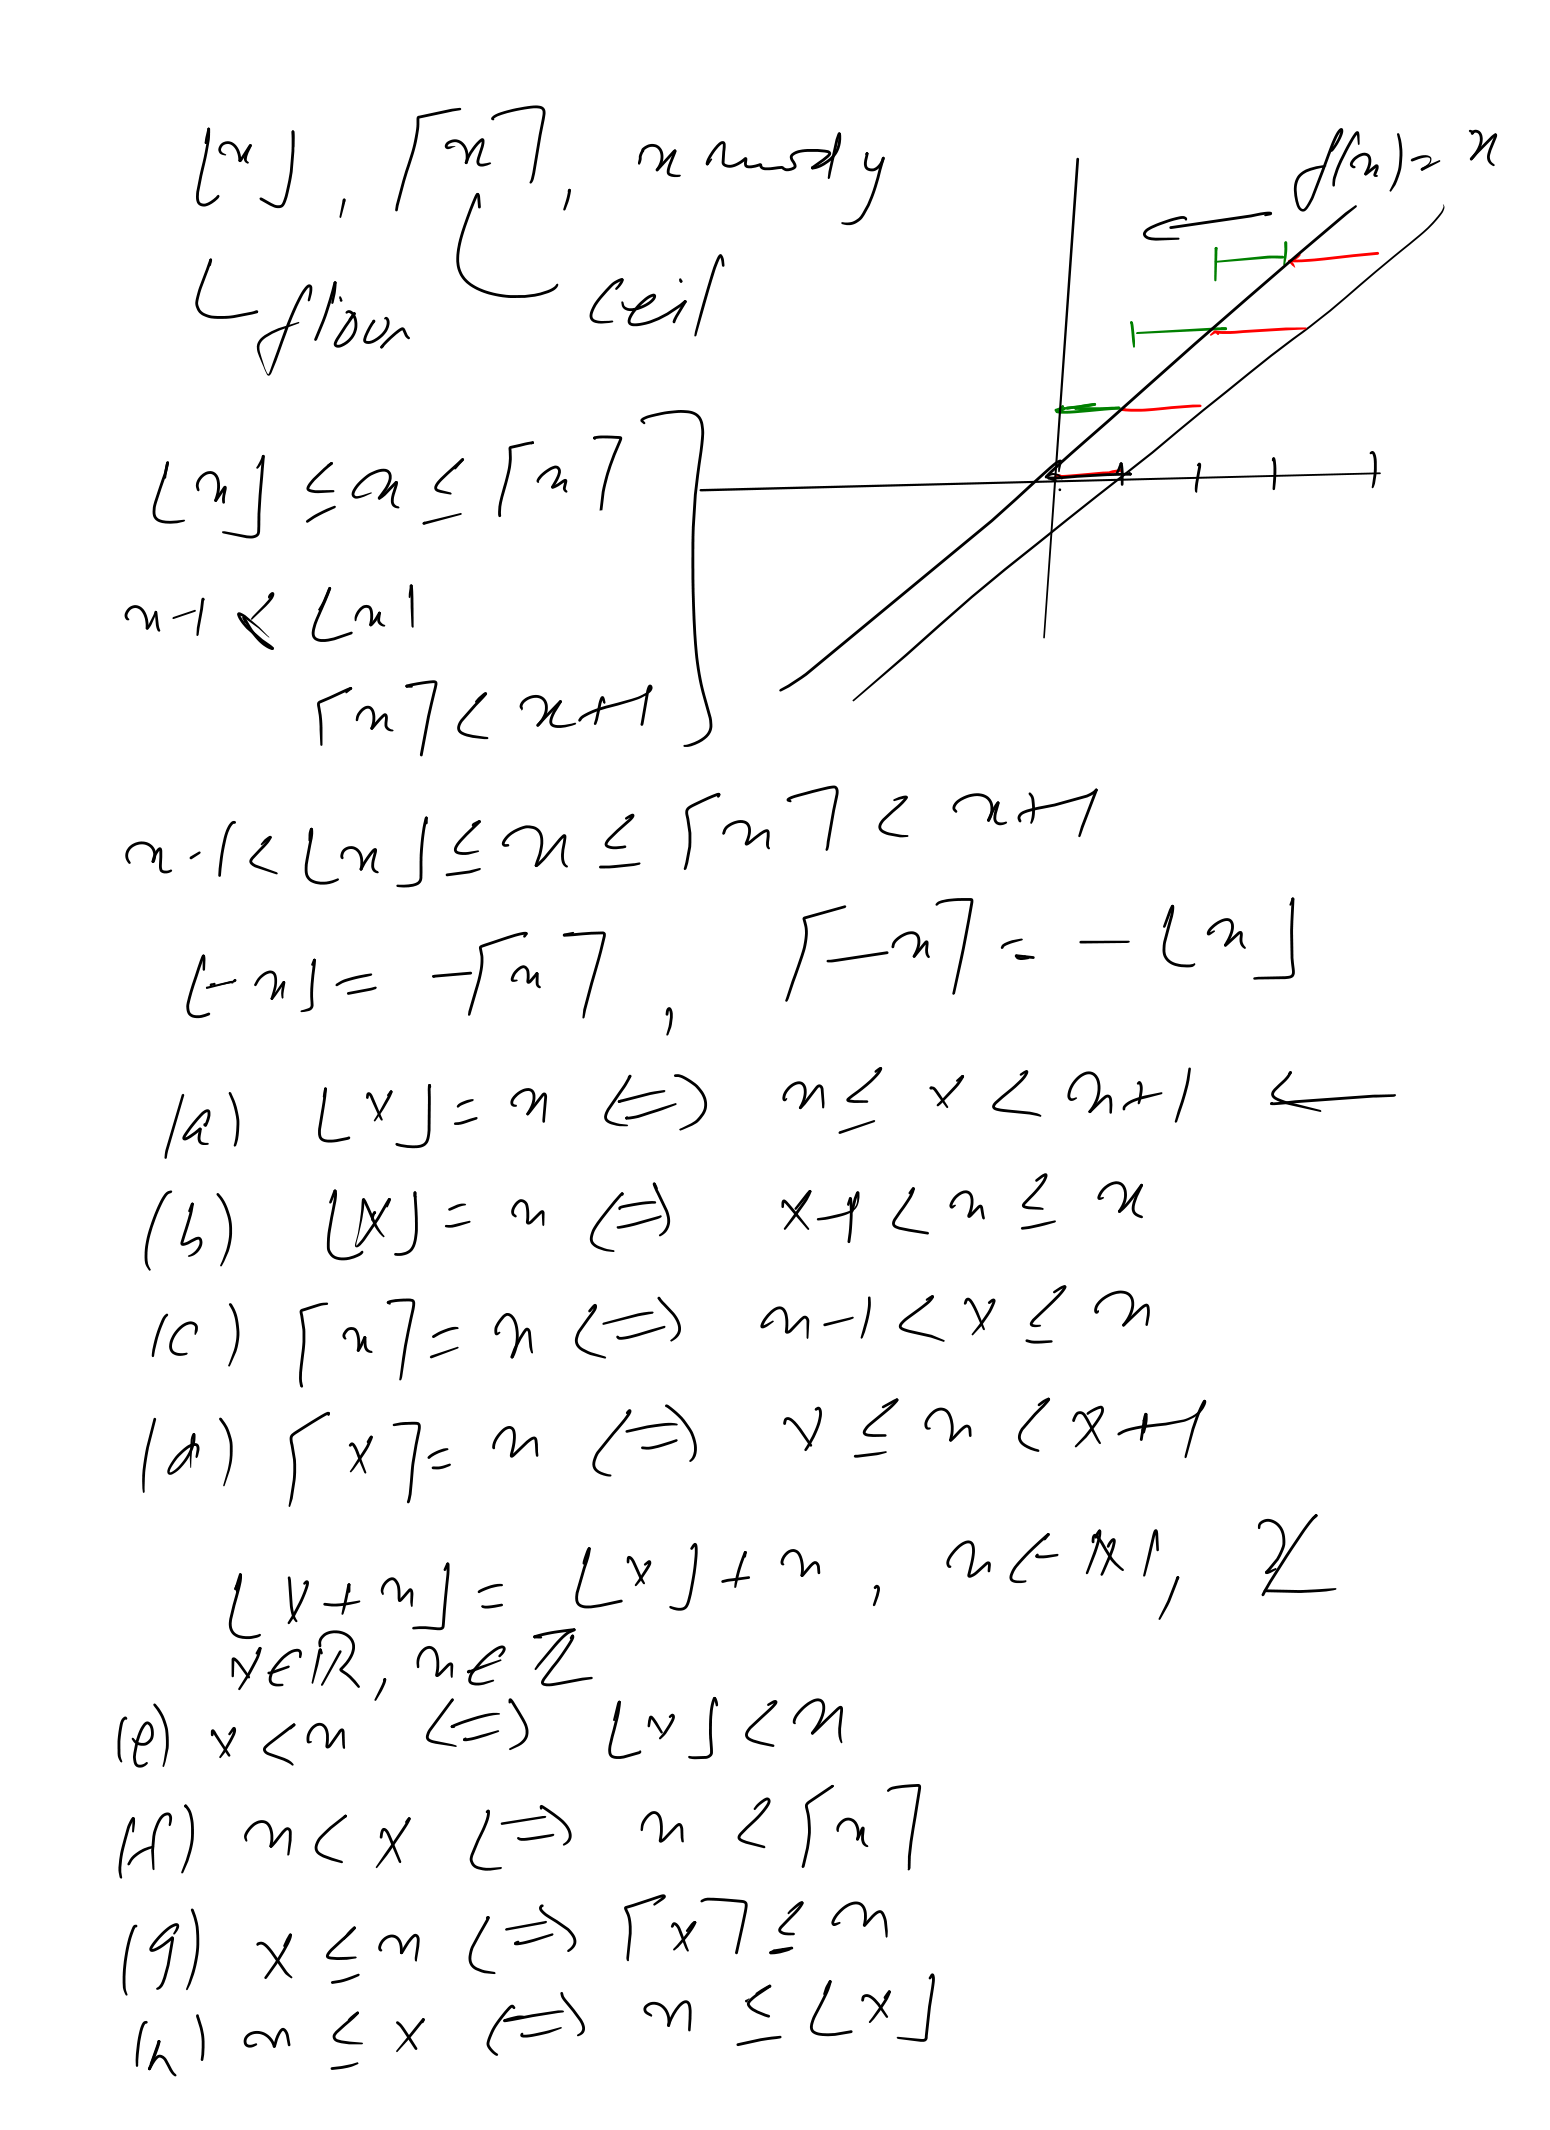 ⌊x⌋, ⌈x⌉, x mod y
f(x) = x
floor
ceil
⌊x⌋ ≤ x ≤ ⌈x⌉
x-1 < ⌊x⌋
⌈x⌉ < x+1
x-1 < ⌊x⌋ ≤ x ≤ ⌈x⌉ < x+1
⌊-x⌋ = -⌈x⌉, ⌈-x⌉ = -⌊x⌋
(a) ⌊x⌋ = n ⇔ n ≤ x < n+1 ←
(b) ⌊x⌋ = n ⇔ x-1 < n ≤ x
(c) ⌈x⌉ = n ⇔ n-1 < x ≤ n
(d) ⌈x⌉ = n ⇔ x ≤ n < x+1
⌊x+n⌋ = ⌊x⌋ + n, n ∈ ℤ
x ∈ ℝ, n ∈ ℤ
(e) x < n ⇔ ⌊x⌋ < n
(f) n < x ⇔ n < ⌈x⌉
(g) x ≤ n ⇔ ⌈x⌉ ≤ n
(h) n ≤ x ⇔ n ≤ ⌊x⌋